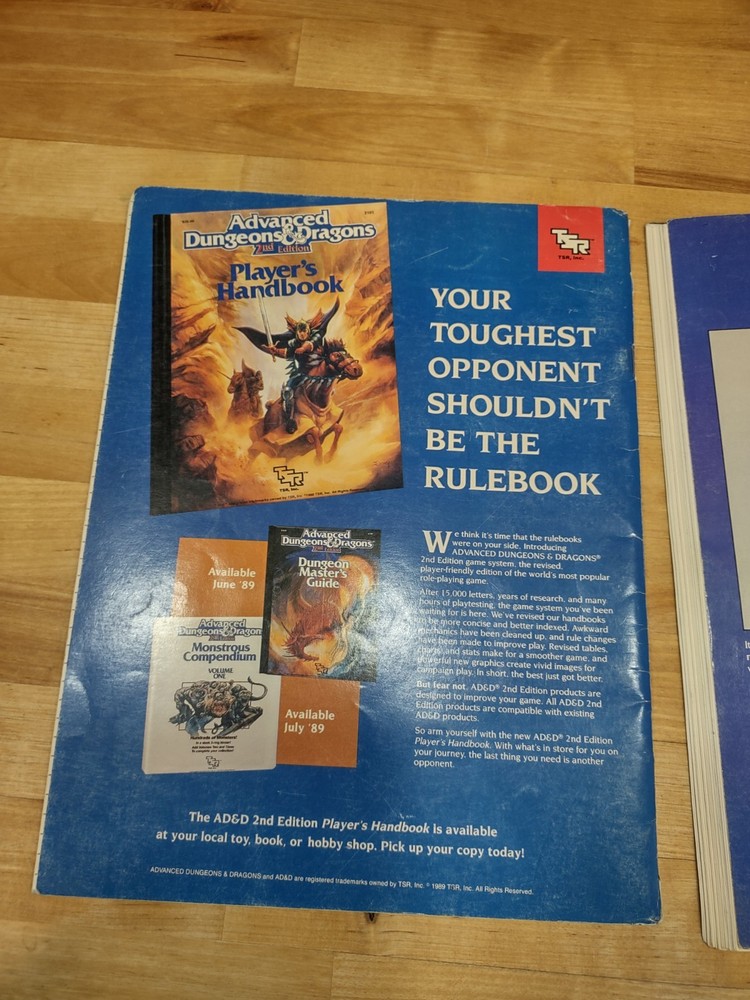 Advanced
Dungeons & Dragons
2nd Edition
Player's
Handbook
TSR
TSR, Inc.
TSR
TSR, Inc.
YOUR
TOUGHEST
OPPONENT
SHOULDN'T
BE THE
RULEBOOK
We think it's time that the rulebooks
were on your side. Introducing
ADVANCED DUNGEONS & DRAGONS®
2nd Edition game system, the revised,
player-friendly edition of the world's most popular
role-playing game.
After 15,000 letters, years of research, and many
hours of playtesting, the game system you've been
waiting for is here. We've revised our handbooks
to be more concise and better indexed. Awkward
mechanics have been cleaned up, and rule changes
have been made to improve play. Revised tables,
charts, and stats make for a smoother game, and
powerful new graphics create vivid images for
campaign play. In short, the best just got better.
But fear not. AD&D® 2nd Edition products are
designed to improve your game. All AD&D 2nd
Edition products are compatible with existing
AD&D products.
So arm yourself with the new AD&D® 2nd Edition
Player's Handbook. With what's in store for you on
your journey, the last thing you need is another
opponent.
Available
June '89
Advanced
Dungeons & Dragons
2nd Edition
Dungeon
Master's
Guide
Advanced
Dungeons & Dragons
Monstrous
Compendium
VOLUME
ONE
Hundreds of Monsters!
TSR
Available
July '89
The AD&D 2nd Edition Player's Handbook is available
at your local toy, book, or hobby shop. Pick up your copy today!
ADVANCED DUNGEONS & DRAGONS and AD&D are registered trademarks owned by TSR, Inc. © 1989 TSR, Inc. All Rights Reserved.